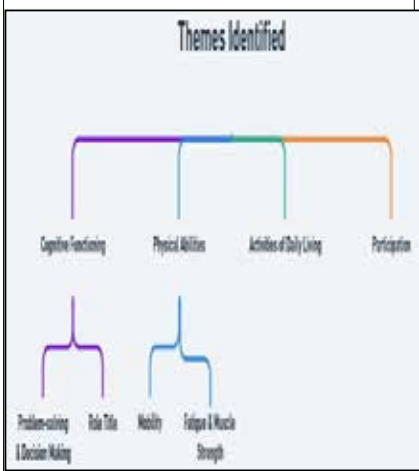 Themes Identified
Cognitive Functioning
Physical Abilities
Activities of Daily Living
Participation
Problem-solving
& Decision Making
Role Title
Mobility
Fatigue & Muscle
Strength